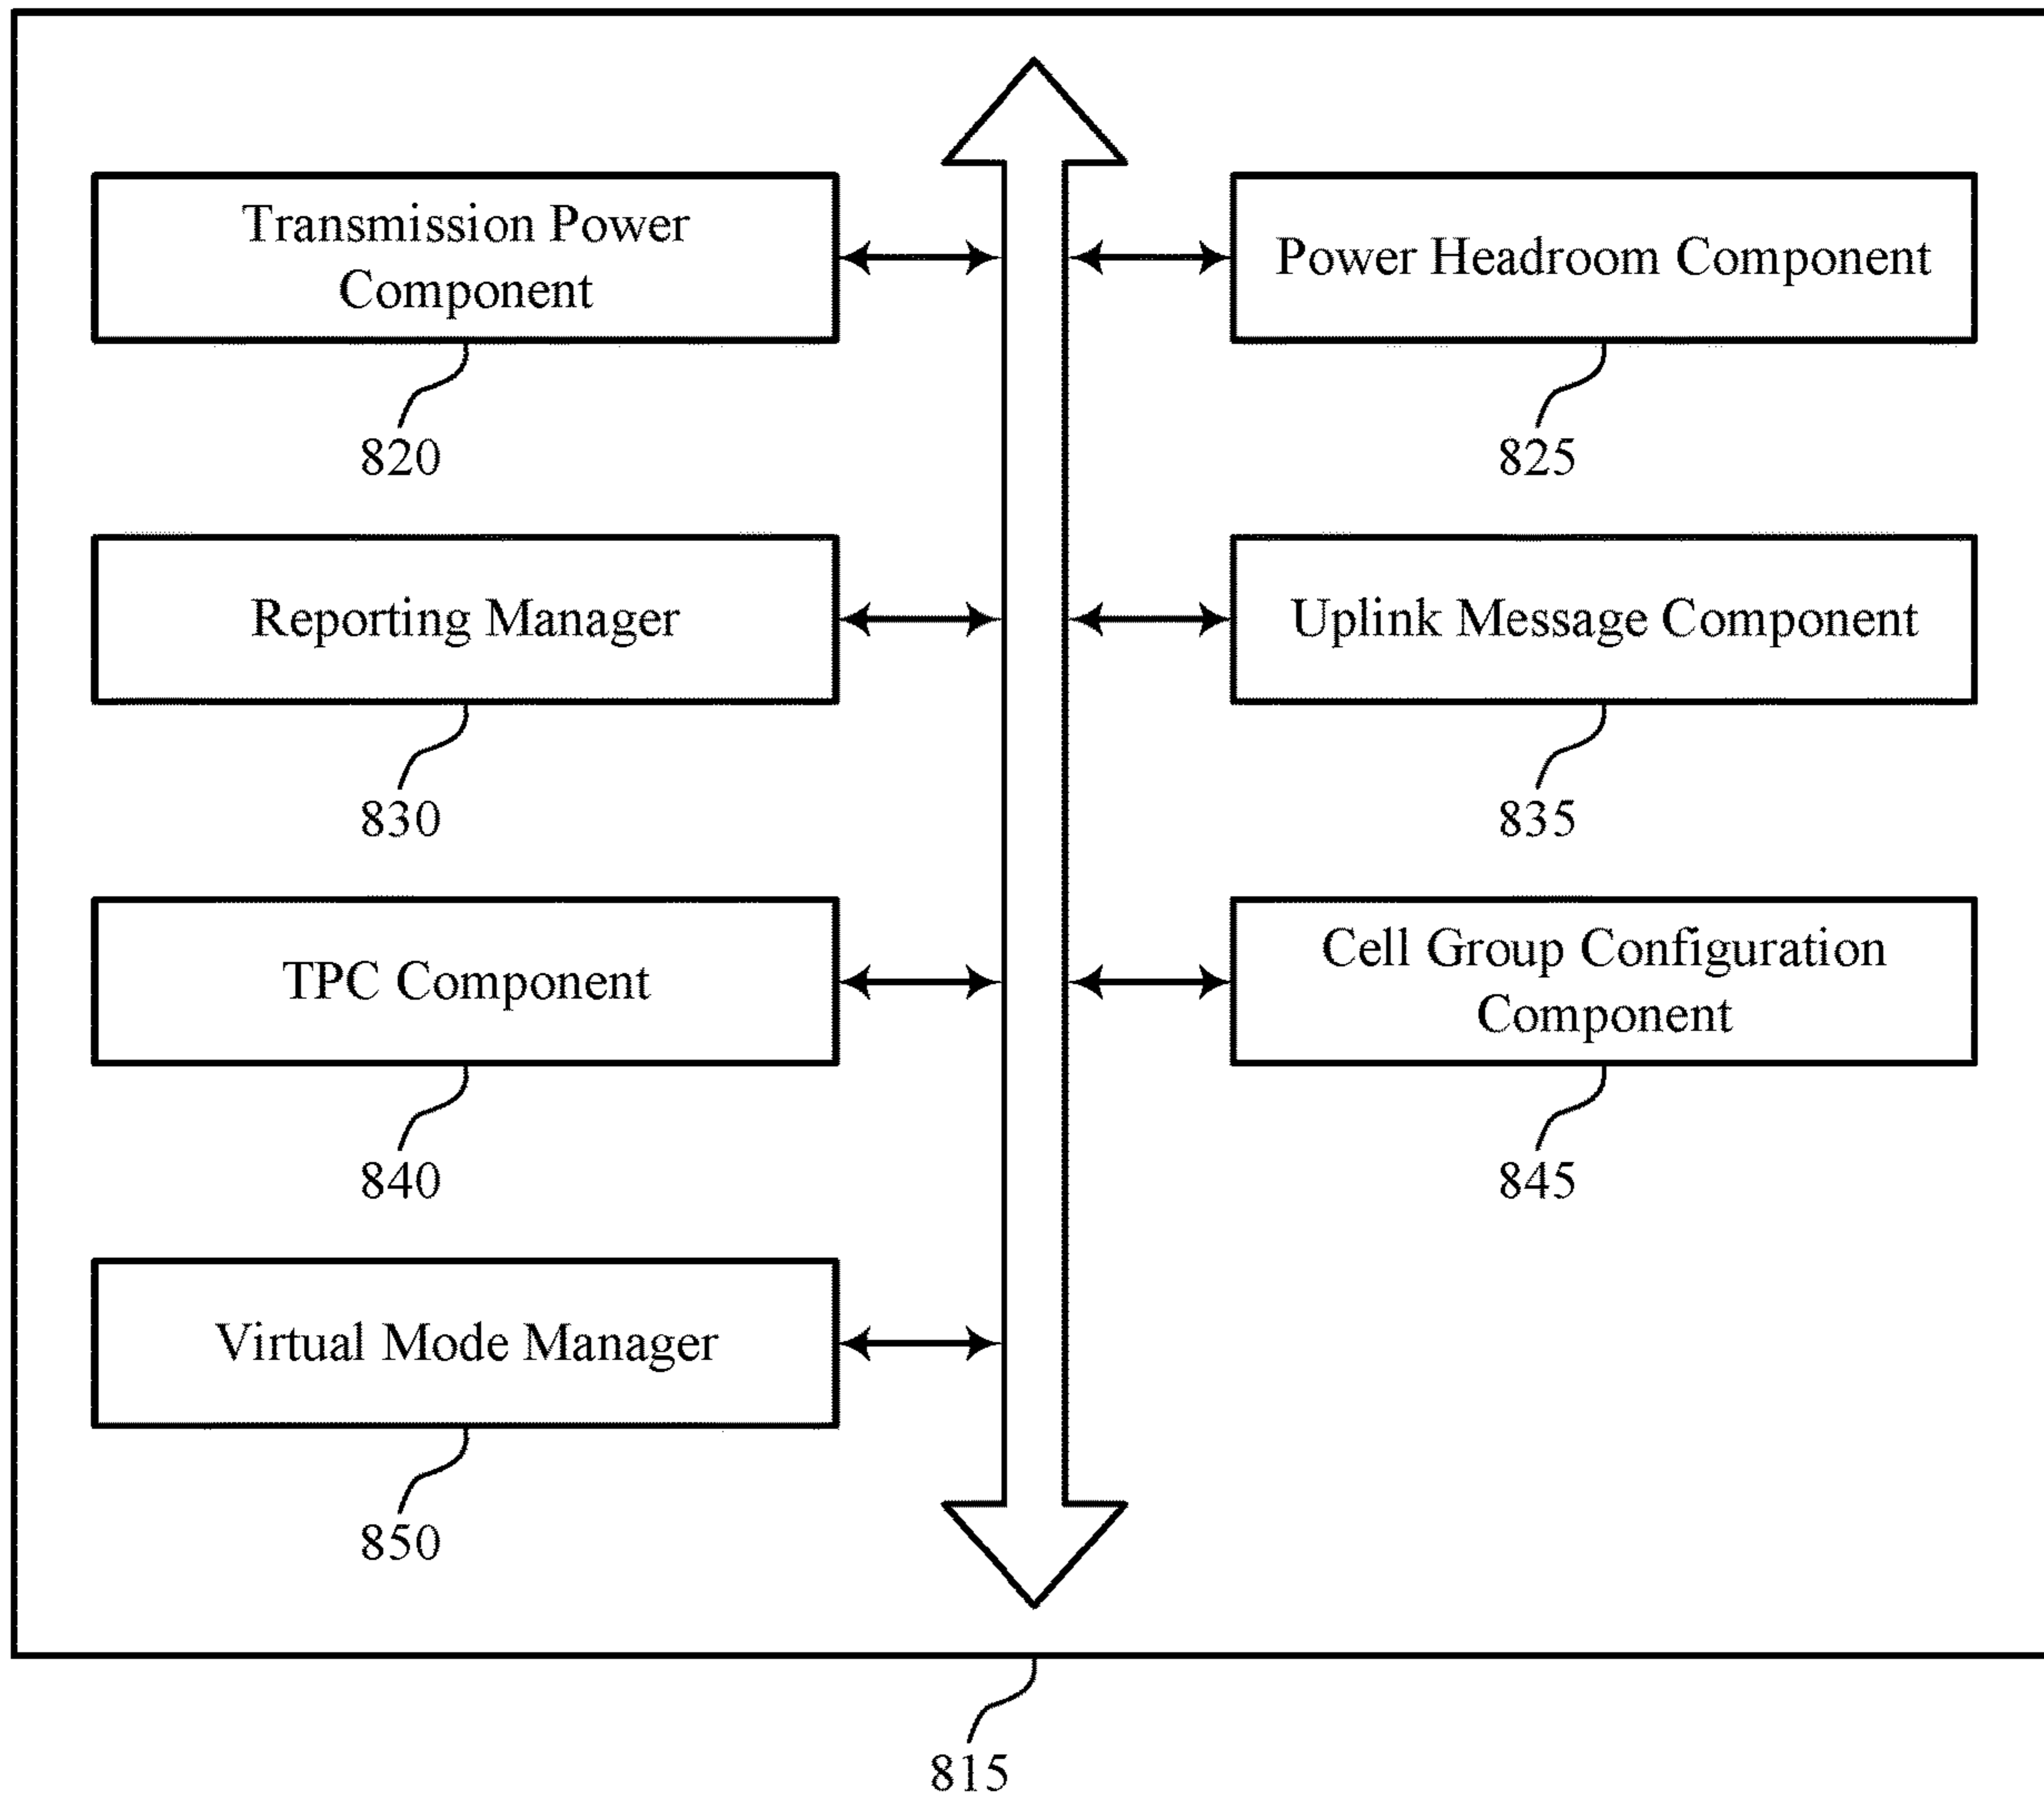 Transmission Power
Component
820
Power Headroom Component
825
Reporting Manager
830
Uplink Message Component
835
TPC Component
840
Cell Group Configuration
Component
845
Virtual Mode Manager
850
815